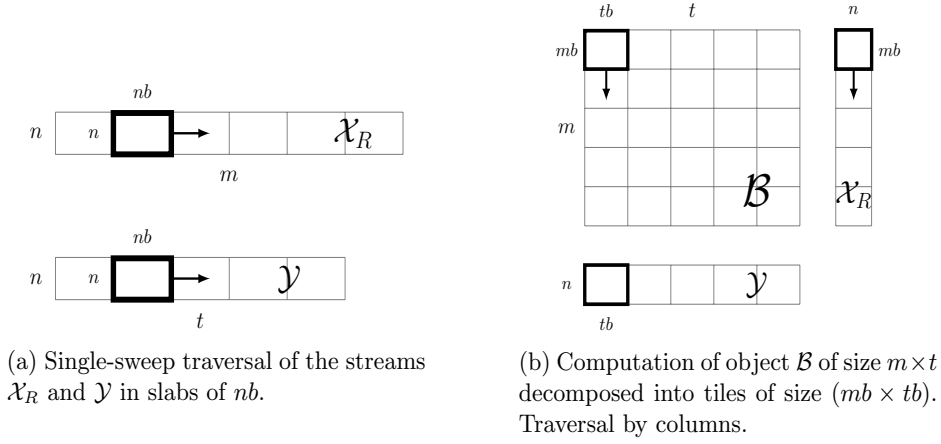 nb
n
n
𝒳_R
m
nb
n
n
𝒴
t
(a) Single-sweep traversal of the streams
𝒳_R and 𝒴 in slabs of nb.
tb
t
n
mb
mb
m
ℬ
𝒳_R
n
𝒴
tb
(b) Computation of object ℬ of size m×t
decomposed into tiles of size (mb × tb).
Traversal by columns.